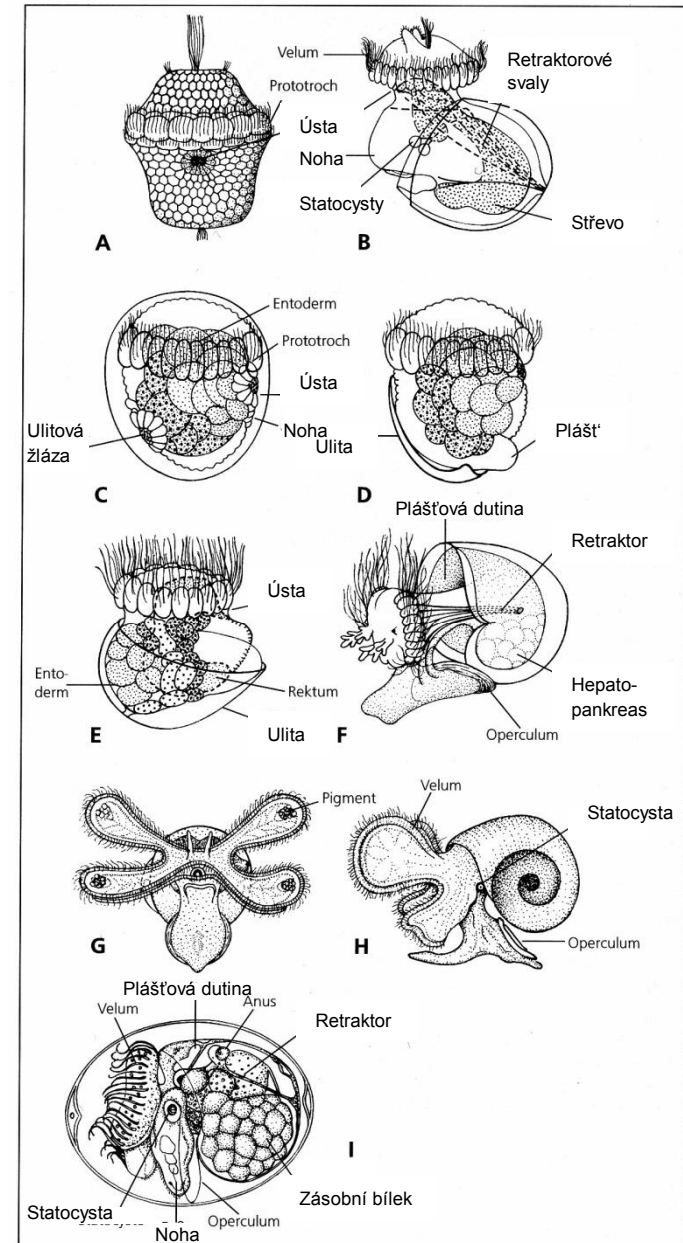 Velum
Retraktorové
svaly
Prototroch
Ústa
Noha
Statocysty
Střevo
A
B
Entoderm
Prototroch
Ústa
Noha
Ulitová
žláza
Ulita
Plášť
C
D
Plášťová dutina
Retraktor
Ústa
Ento-
derm
Rektum
Ulita
Hepato-
pankreas
Operculum
E
F
Pigment
Velum
Statocysta
Operculum
G
H
Plášťová dutina
Velum
Anus
Retraktor
I
Zásobní bílek
Statocysta
Operculum
Noha